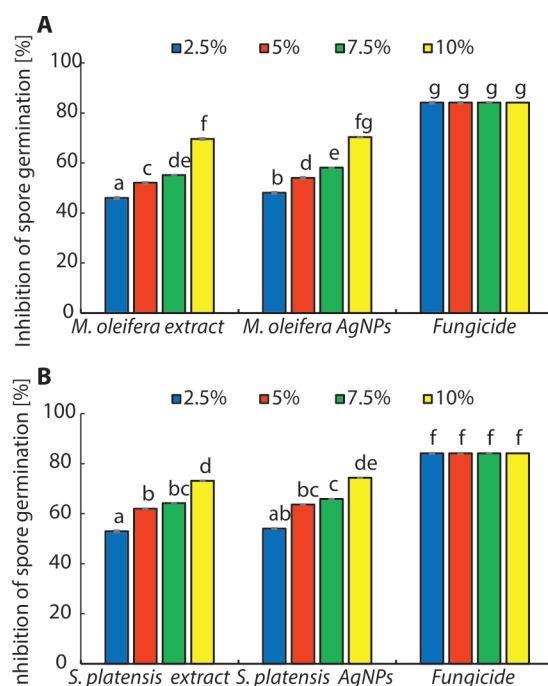 A
2.5% 5% 7.5% 10%
Inhibition of spore germination [%]
100
80
60
40
20
0
a c de f
b d e fg
g g g g
M. oleifera extract M. oleifera AgNPs Fungicide
B
2.5% 5% 7.5% 10%
nhibition of spore germination [%]
100
80
60
40
20
0
a b bc d
ab bc c de
f f f f
S. platensis extract S. platensis AgNPs Fungicide